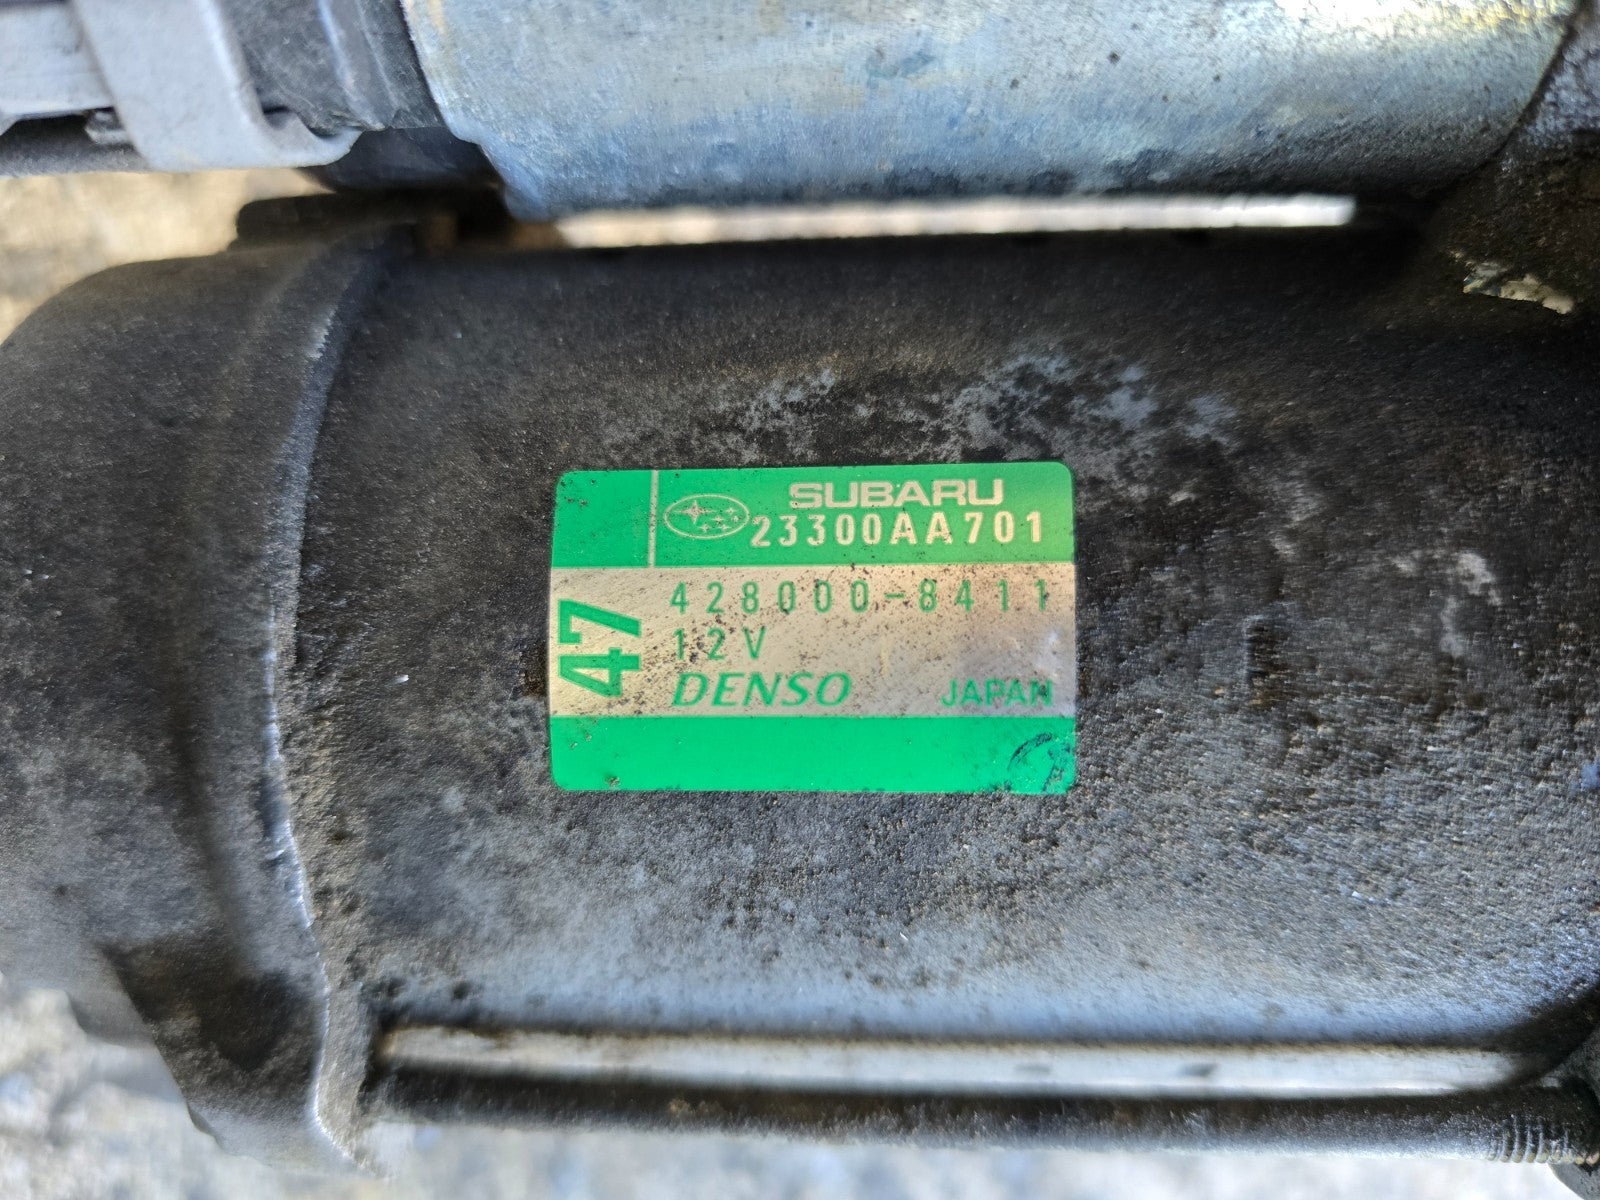 SUBARU
23300AA701
47
428000-8411
12V
DENSO JAPAN